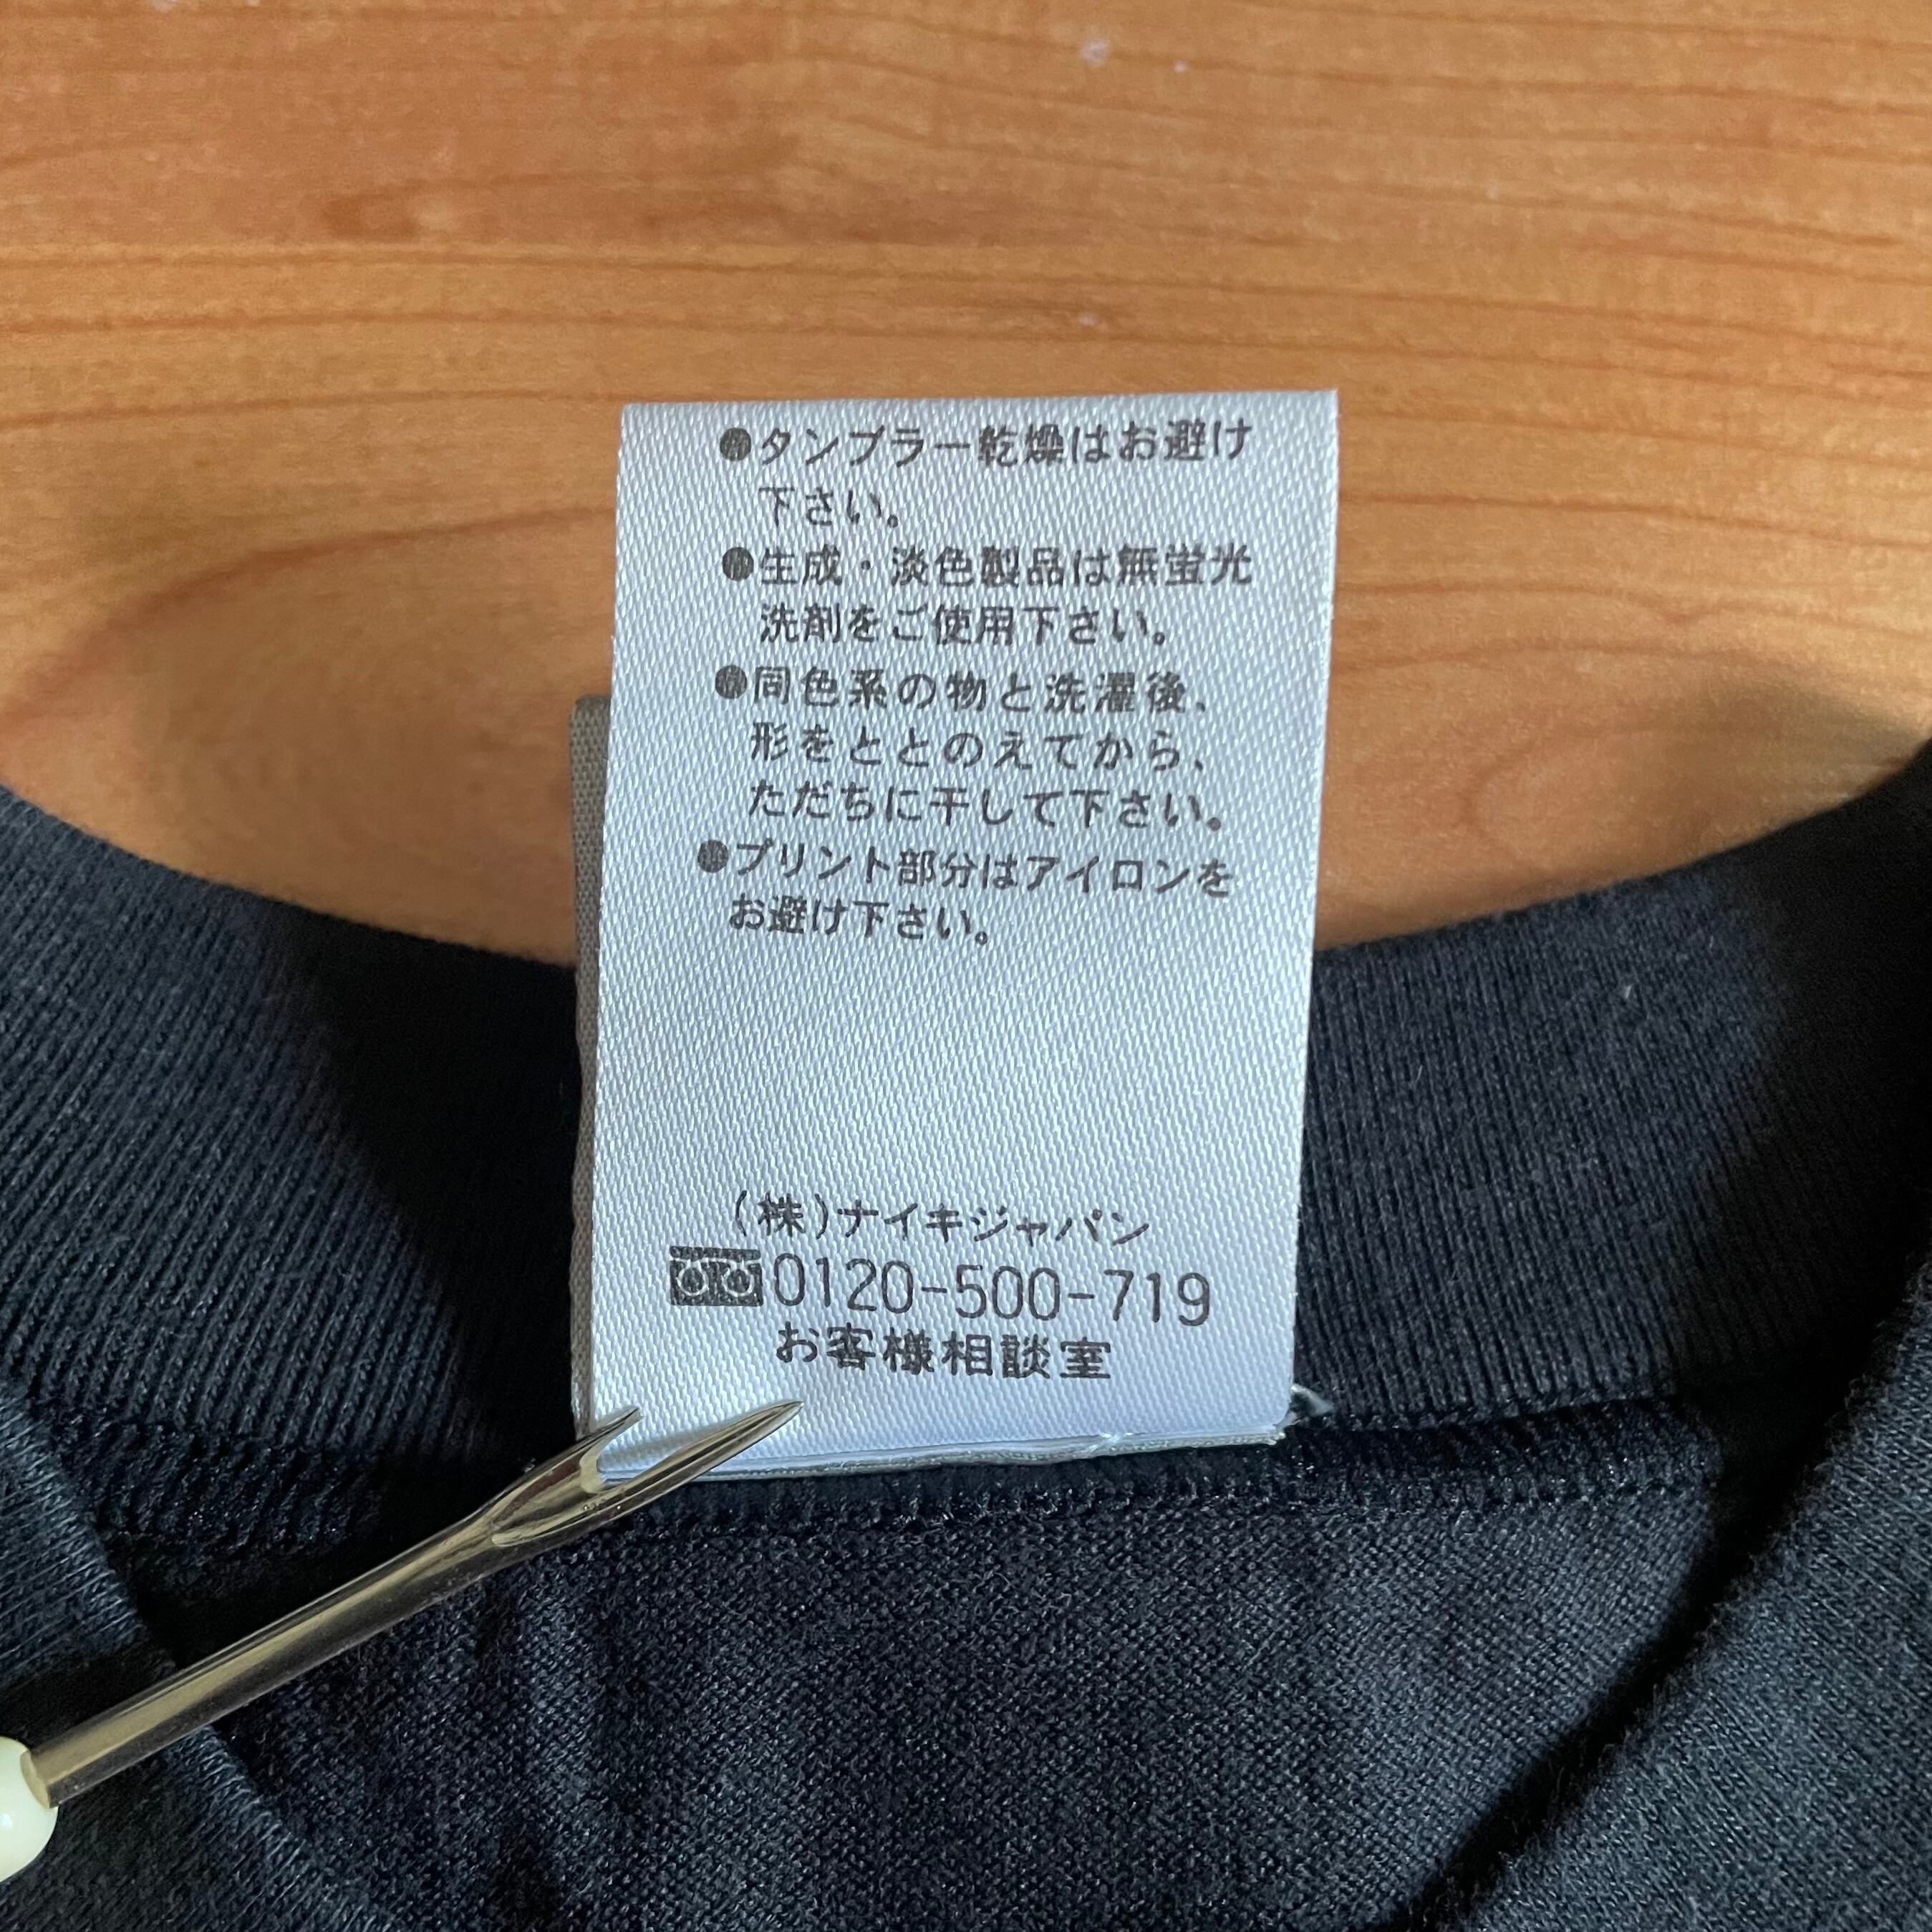 ●タンブラー乾燥はお避け
下さい。
●生成・淡色製品は無蛍光
洗剤をご使用下さい。
●同色系の物と洗濯後、
形をととのえてから、
ただちに干して下さい。
●プリント部分はアイロンを
お避け下さい。
(株)ナイキジャパン
0120-500-719
お客様相談室